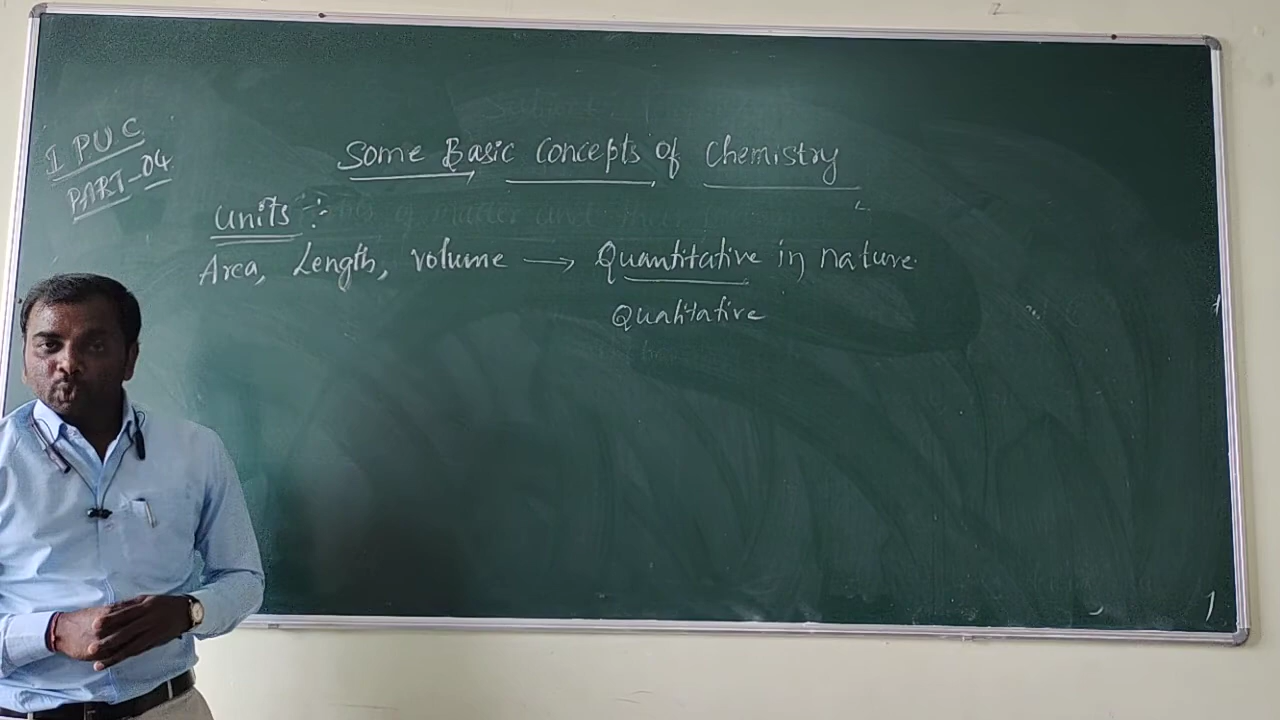 I PUC
PART-04
Some Basic Concepts of Chemistry
Units ÷
Area, Length, volume → Quantitative in nature.
Qualitative